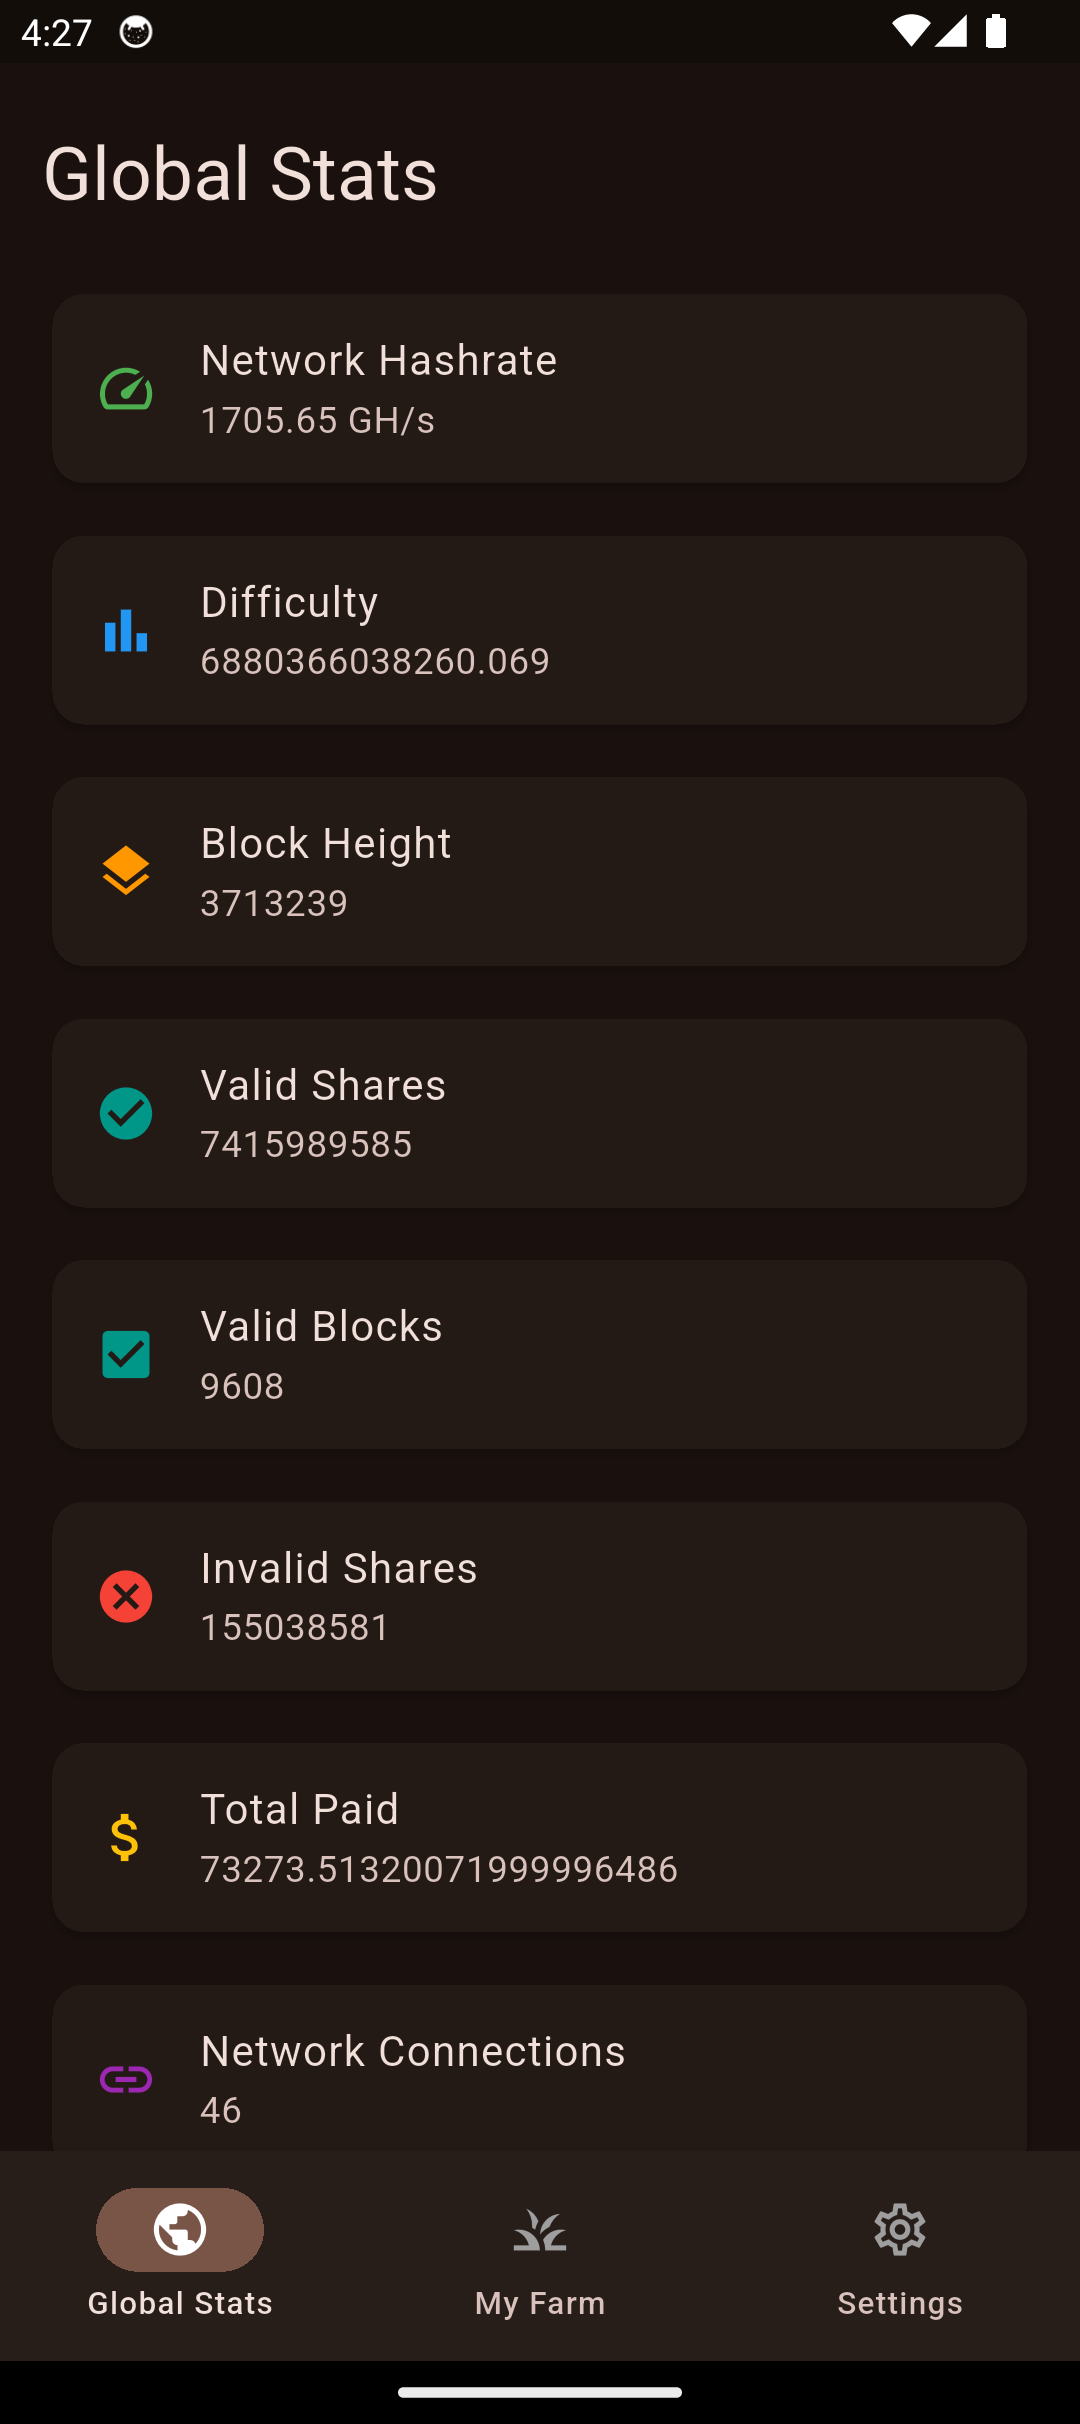 4:27
Global Stats
Network Hashrate
1705.65 GH/s
Difficulty
6880366038260.069
Block Height
3713239
Valid Shares
7415989585
Valid Blocks
9608
Invalid Shares
155038581
Total Paid
73273.51320071999996486
Network Connections
46
Global Stats
My Farm
Settings